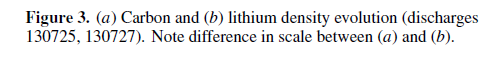 Figure 3. (a) Carbon and (b) lithium density evolution (discharges
130725, 130727). Note difference in scale between (a) and (b).